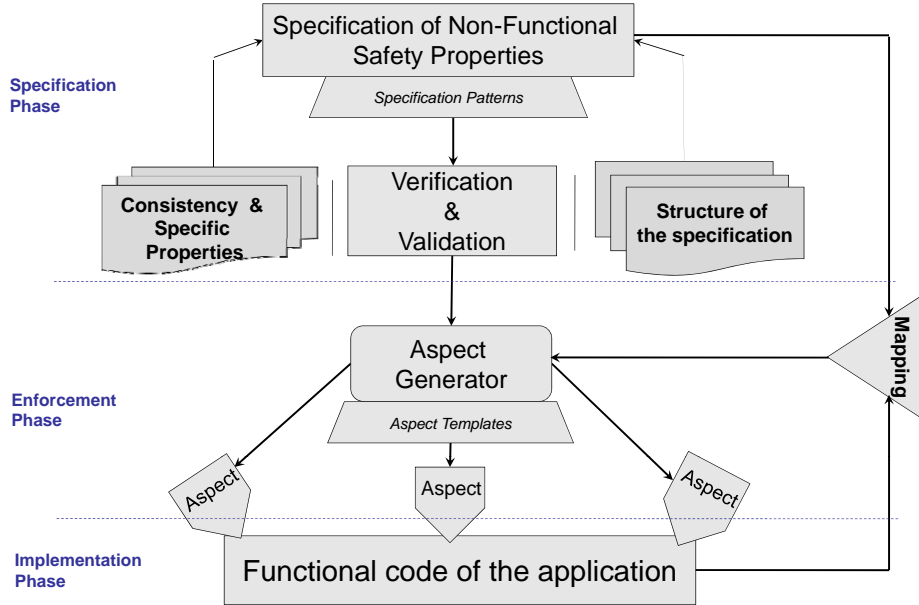 Specification of Non-Functional
Safety Properties
Specification
Phase
Specification Patterns
Consistency &
Specific
Properties
Verification
&
Validation
Structure of
the specification
Mapping
Aspect
Generator
Enforcement
Phase
Aspect Templates
Aspect
Aspect
Aspect
Implementation
Phase
Functional code of the application